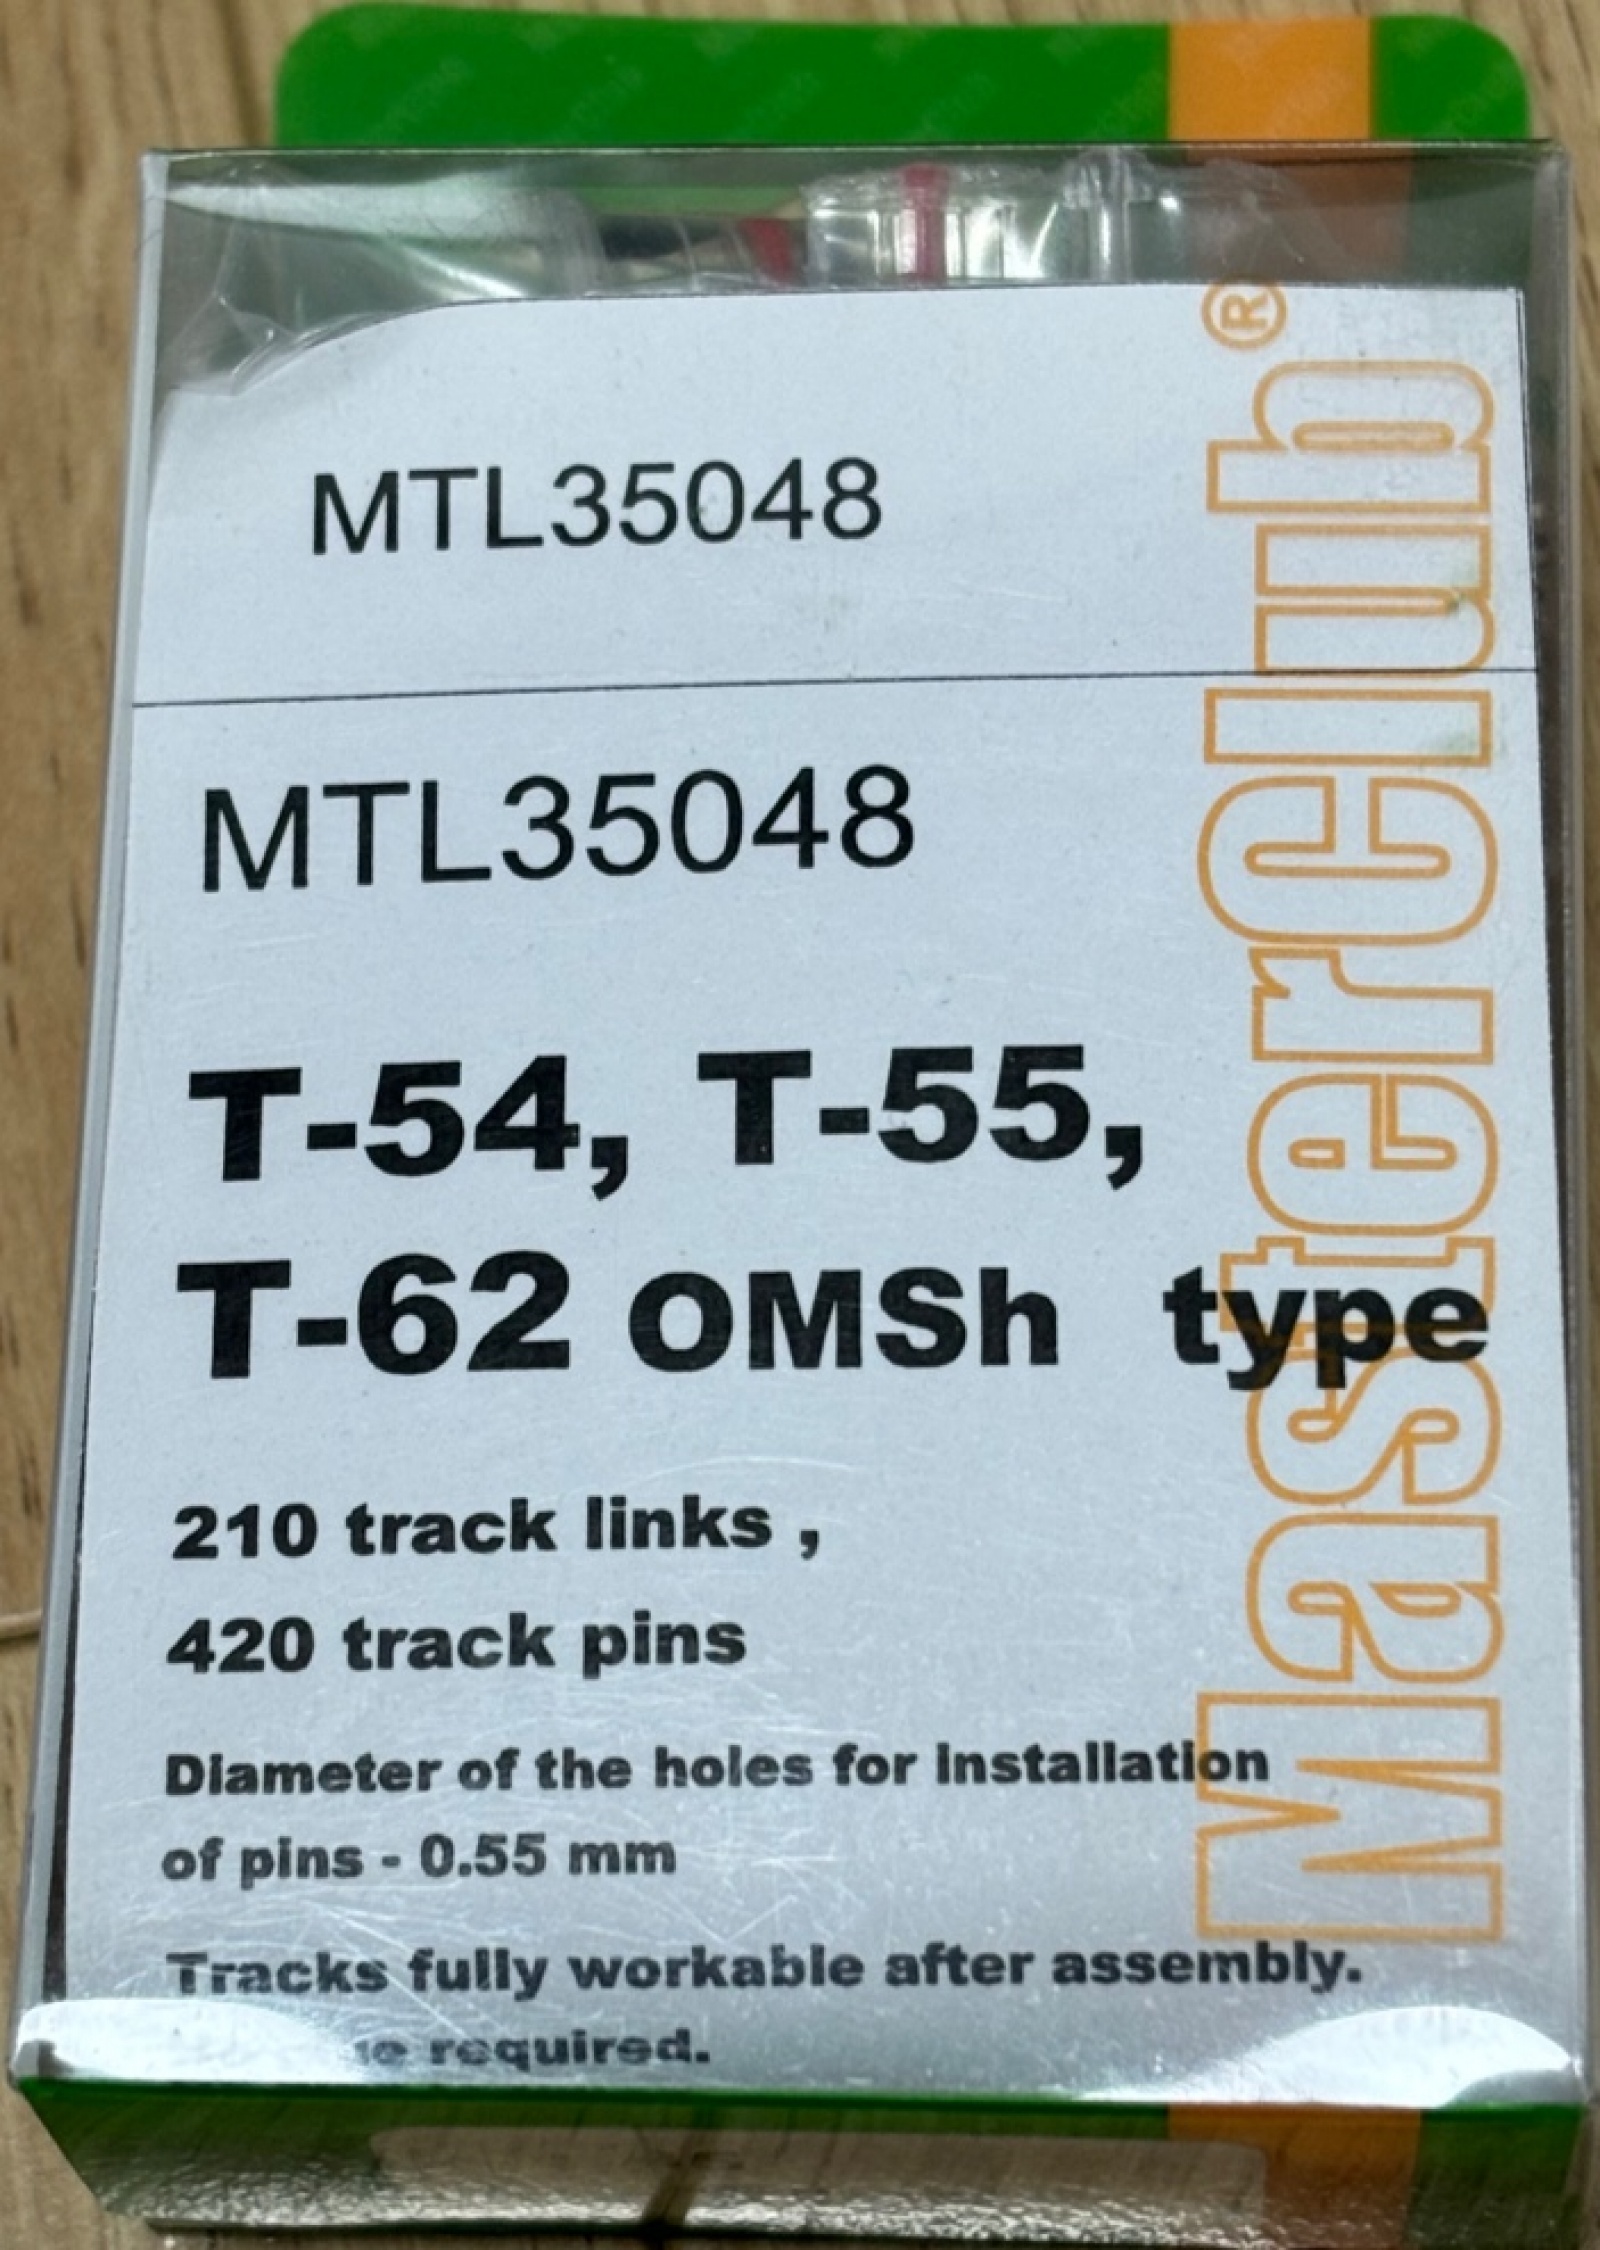 MTL35048
MTL35048
T-54, T-55,
T-62 OMSh type
210 track links ,
420 track pins
Diameter of the holes for installation
of pins - 0.55 mm
Tracks fully workable after assembly.
required.
MasterClub®